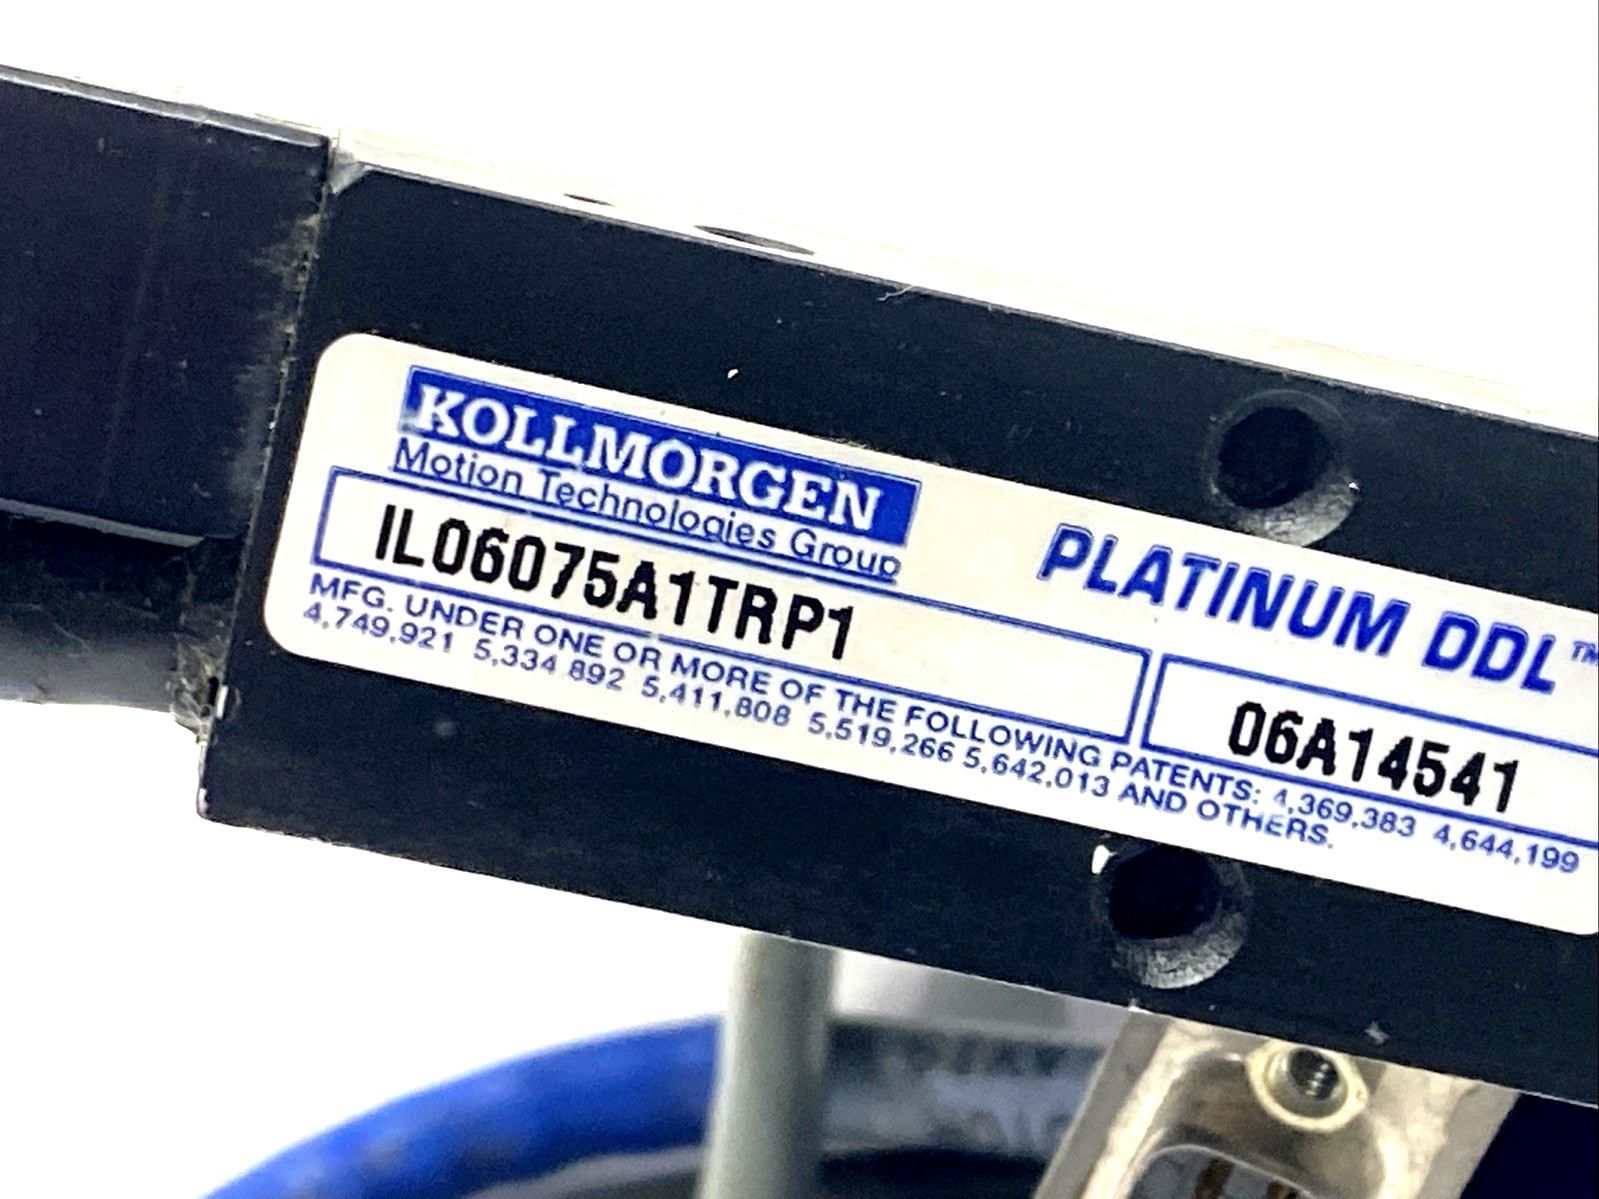 KOLLMORGEN
Motion Technologies Group
PLATINUM DDL™
IL06075A1TRP1
06A14541
MFG. UNDER ONE OR MORE OF THE FOLLOWING PATENTS: 4,369,383 4,644,199
4,749,921 5,334 892 5,411,808 5,519,266 5,642,013 AND OTHERS.